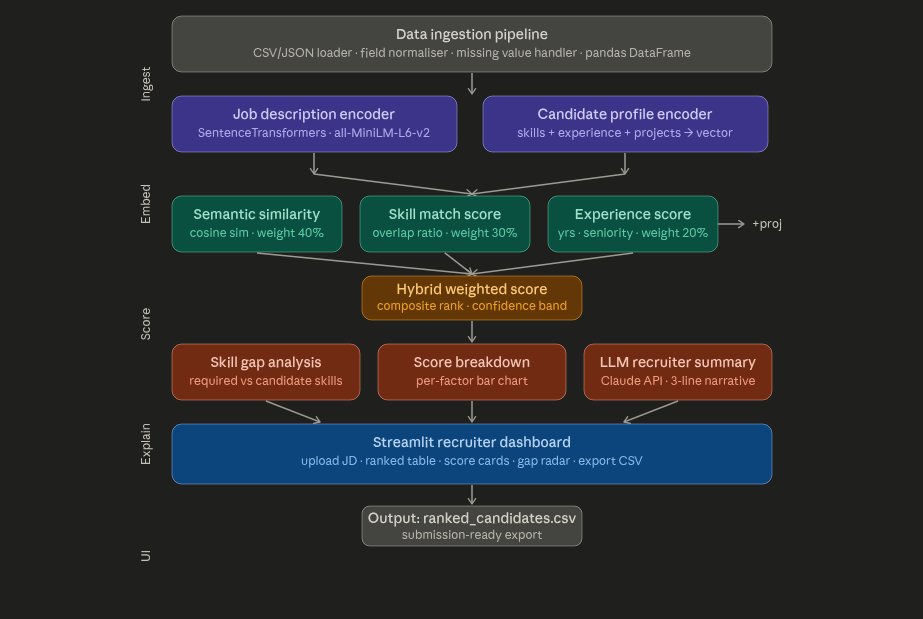 Data ingestion pipeline
CSV/JSON loader · field normaliser · missing value handler · pandas DataFrame
Ingest
Job description encoder
SentenceTransformers · all-MiniLM-L6-v2
Candidate profile encoder
skills + experience + projects → vector
Embed
Semantic similarity
cosine sim · weight 40%
Skill match score
overlap ratio · weight 30%
Experience score
yrs · seniority · weight 20%
+proj
Hybrid weighted score
composite rank · confidence band
Score
Skill gap analysis
required vs candidate skills
Score breakdown
per-factor bar chart
LLM recruiter summary
Claude API · 3-line narrative
Explain
Streamlit recruiter dashboard
upload JD · ranked table · score cards · gap radar · export CSV
Output: ranked_candidates.csv
submission-ready export
UI